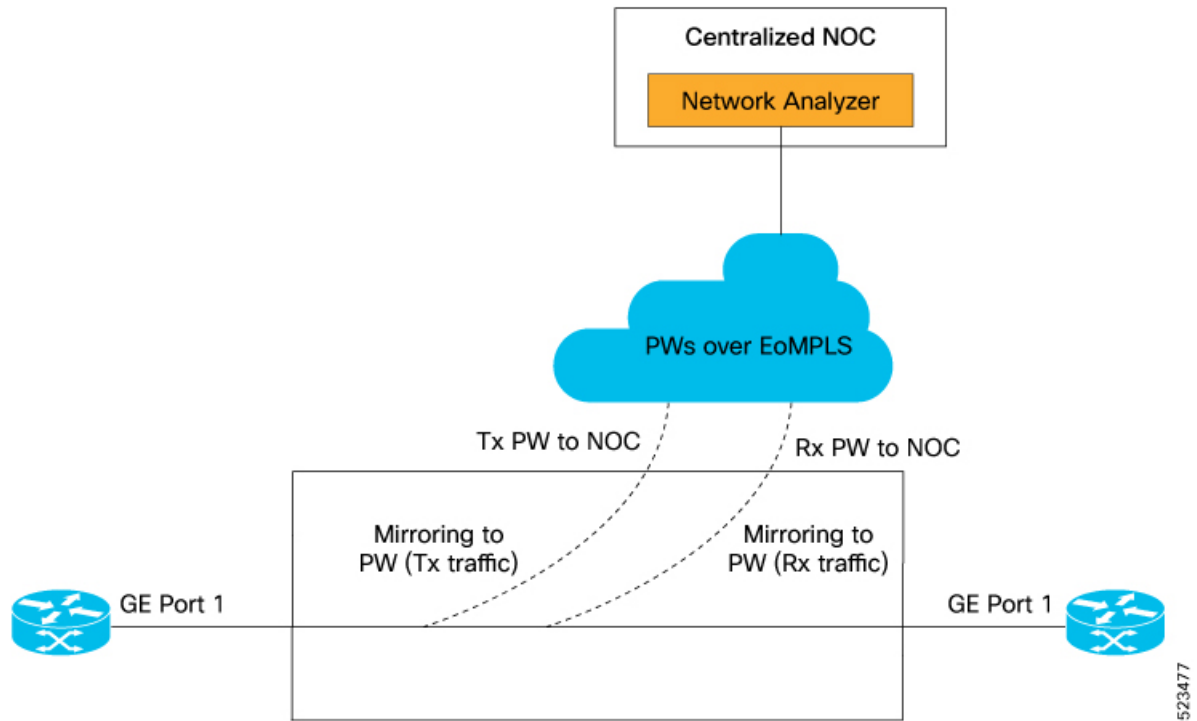 Centralized NOC
Network Analyzer
PWs over EoMPLS
Tx PW to NOC
Rx PW to NOC
Mirroring to
PW (Tx traffic)
Mirroring to
PW (Rx traffic)
GE Port 1
GE Port 1
523477